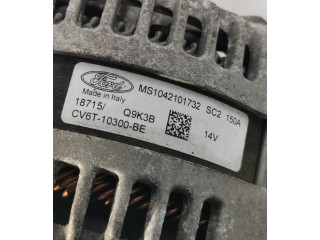 Ford
MS1042101732 SC2 150A
Made in Italy
18715/ Q9K3B
CV6T-10300-BE 14V